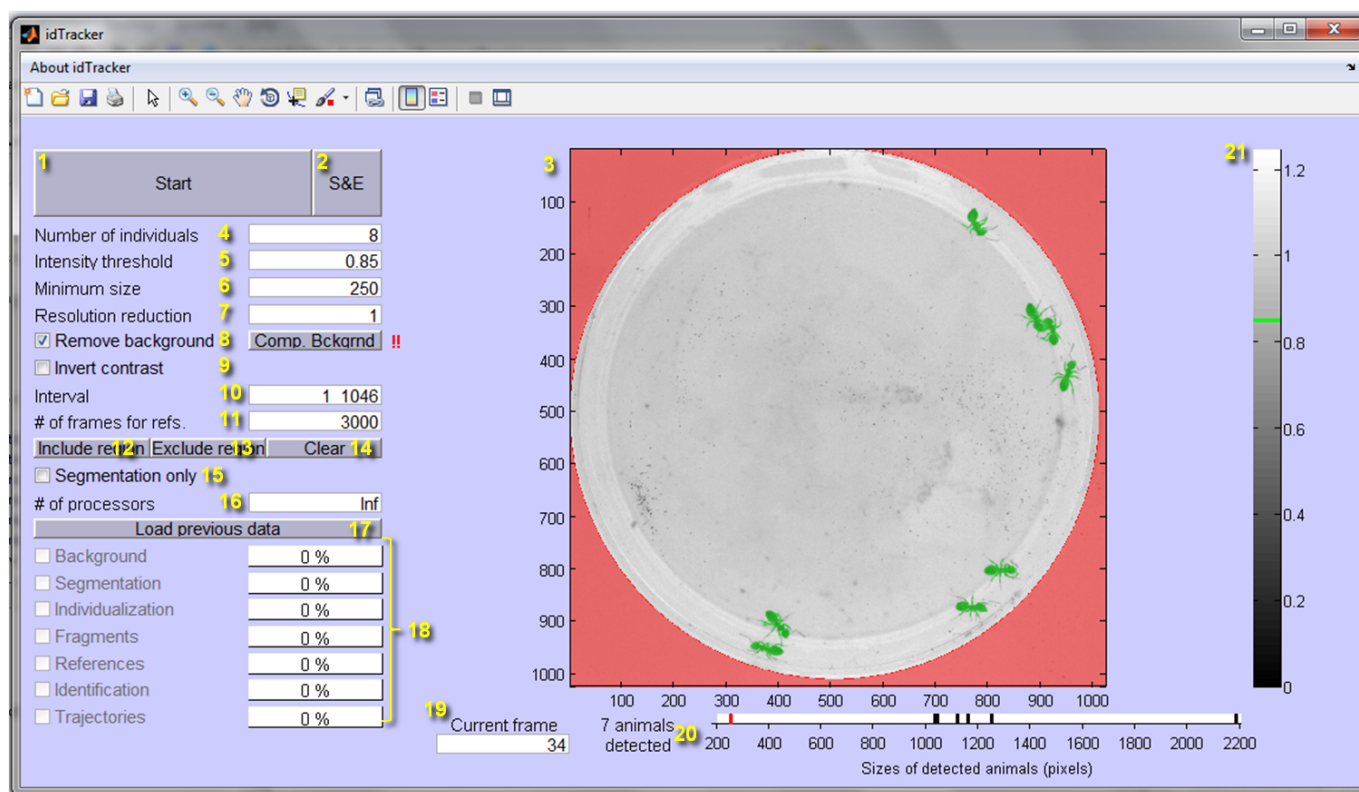 idTracker
About idTracker
1 Start
2 S&E
Number of individuals 4 8
Intensity threshold 5 0.85
Minimum size 6 250
Resolution reduction 7 1
Remove background 8 Comp. Bckgrnd !!
Invert contrast 9
Interval 10 1 1046
# of frames for refs. 11 3000
Include region 12 Exclude region 13 Clear 14
Segmentation only 15
# of processors 16 Inf
Load previous data 17
Background 0 %
Segmentation 0 %
Individualization 0 %
Fragments 0 %
References 0 %
Identification 0 %
Trajectories 0 %
18
3
100
200
300
400
500
600
700
800
900
1000
100 200 300 400 500 600 700 800 900 1000
19
Current frame
34
7 animals
detected
20
200 400 600 800 1000 1200 1400 1600 1800 2000 2200
Sizes of detected animals (pixels)
21
1.2
1
0.8
0.6
0.4
0.2
0